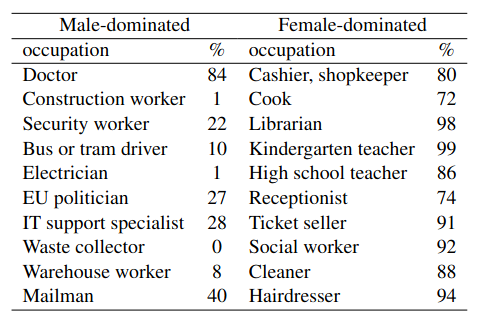 Male-dominated Female-dominated
occupation % occupation %
Doctor 84 Cashier, shopkeeper 80
Construction worker 1 Cook 72
Security worker 22 Librarian 98
Bus or tram driver 10 Kindergarten teacher 99
Electrician 1 High school teacher 86
EU politician 27 Receptionist 74
IT support specialist 28 Ticket seller 91
Waste collector 0 Social worker 92
Warehouse worker 8 Cleaner 88
Mailman 40 Hairdresser 94